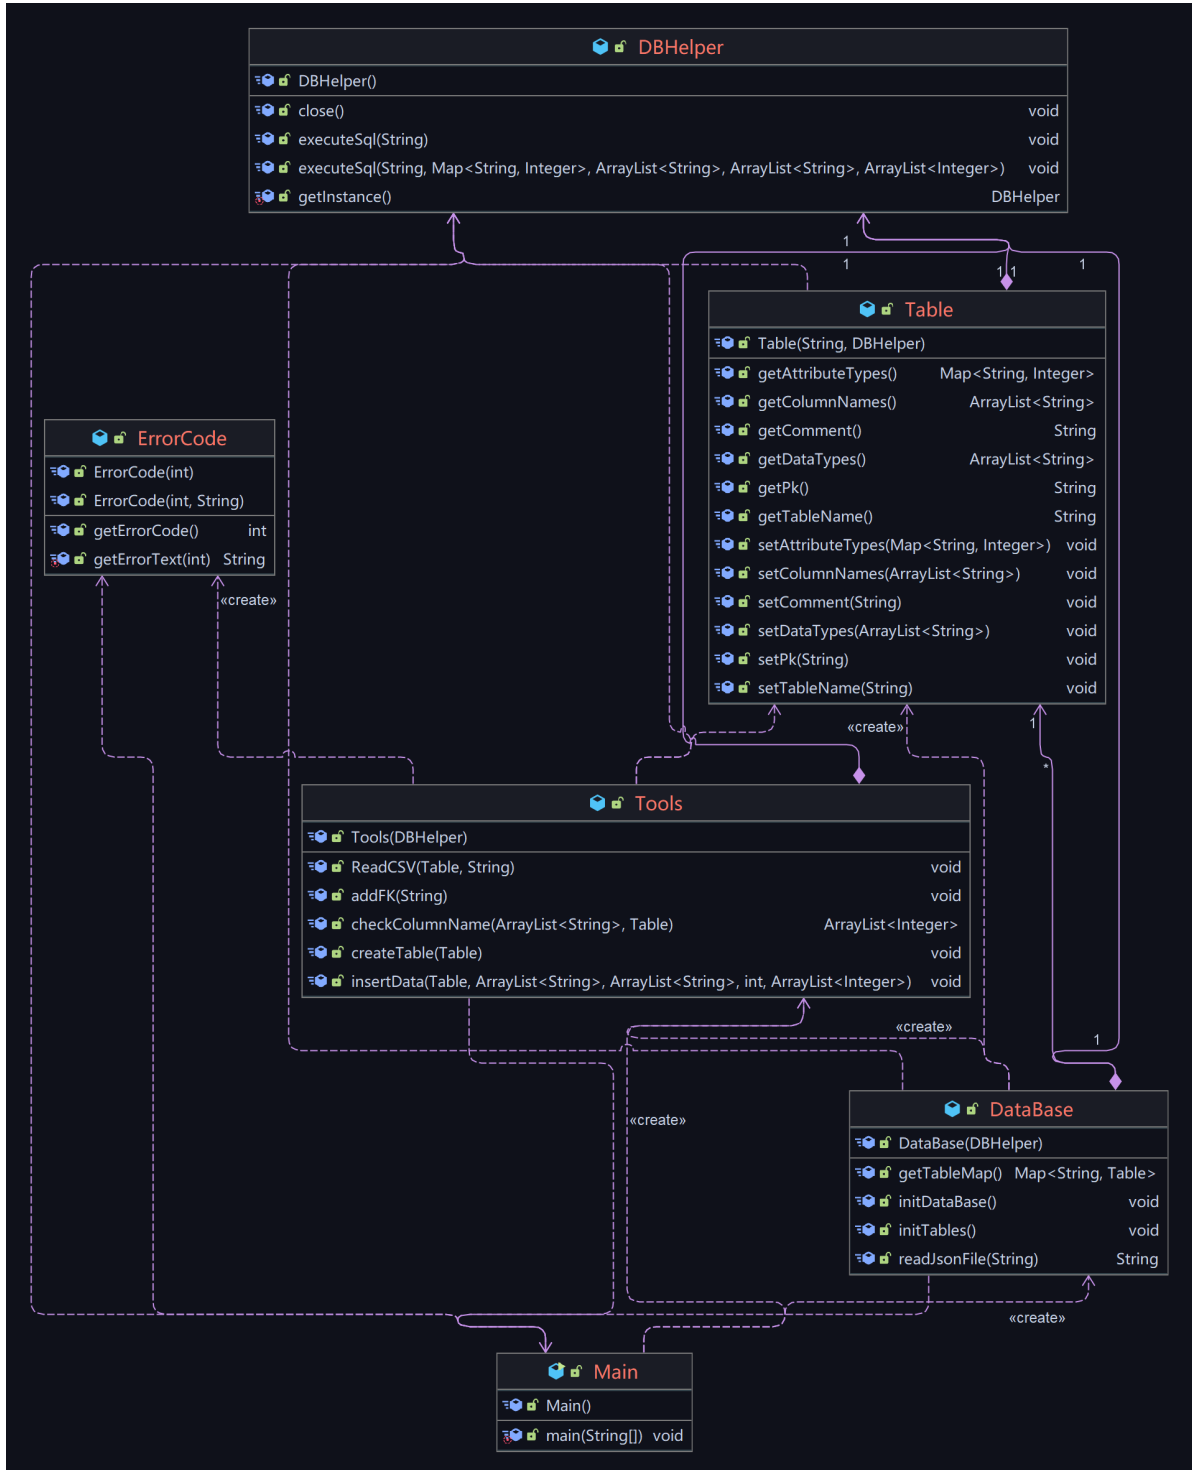 DBHelper
DBHelper()
close() void
executeSql(String) void
executeSql(String, Map<String, Integer>, ArrayList<String>, ArrayList<String>, ArrayList<Integer>) void
getInstance() DBHelper
1
1
1
1
1
Table
Table(String, DBHelper)
getAttributeTypes() Map<String, Integer>
getColumnNames() ArrayList<String>
getComment() String
getDataTypes() ArrayList<String>
getPk() String
getTableName() String
setAttributeTypes(Map<String, Integer>) void
setColumnNames(ArrayList<String>) void
setComment(String) void
setDataTypes(ArrayList<String>) void
setPk(String) void
setTableName(String) void
ErrorCode
ErrorCode(int)
ErrorCode(int, String)
getErrorCode() int
getErrorText(int) String
«create»
«create»
1
*
Tools
Tools(DBHelper)
ReadCSV(Table, String) void
addFK(String) void
checkColumnName(ArrayList<String>, Table) ArrayList<Integer>
createTable(Table) void
insertData(Table, ArrayList<String>, ArrayList<String>, int, ArrayList<Integer>) void
«create»
1
«create»
DataBase
DataBase(DBHelper)
getTableMap() Map<String, Table>
initDataBase() void
initTables() void
readJsonFile(String) String
«create»
Main
Main()
main(String[]) void